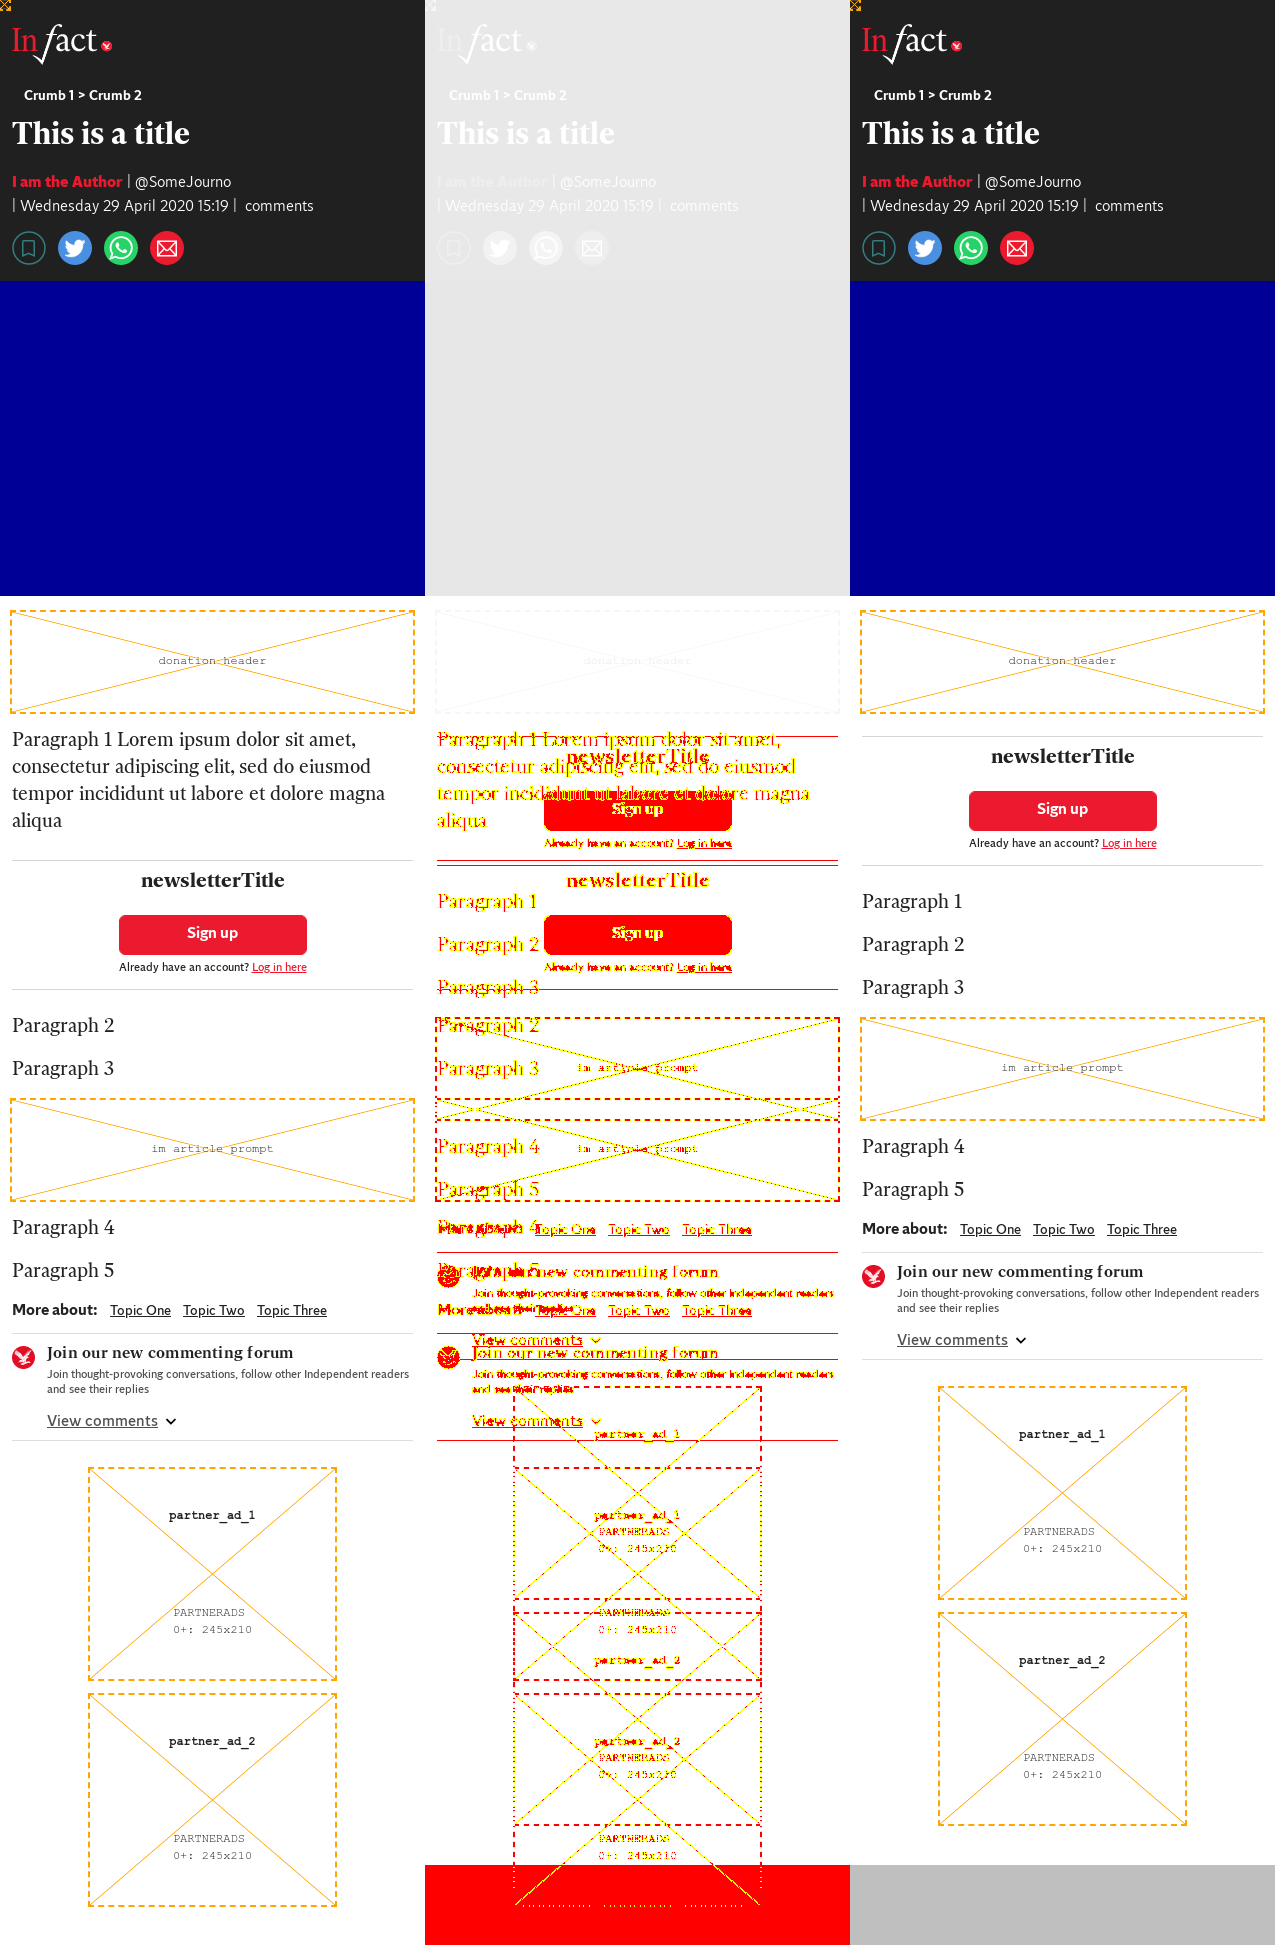 Infact
Crumb 1 > Crumb 2
This is a title
I am the Author | @SomeJourno
| Wednesday 29 April 2020 15:19 | comments
donation header
Paragraph 1 Lorem ipsum dolor sit amet,
consectetur adipiscing elit, sed do eiusmod
tempor incididunt ut labore et dolore magna
aliqua
newsletterTitle
Sign up
Already have an account? Log in here
Paragraph 2
Paragraph 3
im article prompt
Paragraph 4
Paragraph 5
More about: Topic One Topic Two Topic Three
Join our new commenting forum
Join thought-provoking conversations, follow other Independent readers
and see their replies
View comments
partner_ad_1
PARTNERADS
0+: 245x210
partner_ad_2
PARTNERADS
0+: 245x210
Infact
Crumb 1 > Crumb 2
This is a title
I am the Author | @SomeJourno
| Wednesday 29 April 2020 15:19 | comments
donation header
Paragraph 1 Lorem ipsum dolor sit amet,
newsletterTitle
consectetur adipiscing elit, sed do eiusmod
tempor incididunt ut labore et dolore magna
Sign up
aliqua
Already have an account? Log in here
newsletterTitle
Paragraph 1
Sign up
Paragraph 2
Already have an account? Log in here
Paragraph 3
Paragraph 2
Paragraph 3
im article prompt
Paragraph 4
im article prompt
Paragraph 5
Paragraph 4
More about: Topic One Topic Two Topic Three
Paragraph 5
Join our new commenting forum
Join thought-provoking conversations, follow other Independent readers
and see their replies
More about: Topic One Topic Two Topic Three
View comments
Join our new commenting forum
Join thought-provoking conversations, follow other Independent readers
and see their replies
View comments
partner_ad_1
partner_ad_1
PARTNERADS
0+: 245x210
PARTNERADS
0+: 245x210
partner_ad_2
partner_ad_2
PARTNERADS
0+: 245x210
PARTNERADS
0+: 245x210
Infact
Crumb 1 > Crumb 2
This is a title
I am the Author | @SomeJourno
| Wednesday 29 April 2020 15:19 | comments
donation header
newsletterTitle
Sign up
Already have an account? Log in here
Paragraph 1
Paragraph 2
Paragraph 3
im article prompt
Paragraph 4
Paragraph 5
More about: Topic One Topic Two Topic Three
Join our new commenting forum
Join thought-provoking conversations, follow other Independent readers
and see their replies
View comments
partner_ad_1
PARTNERADS
0+: 245x210
partner_ad_2
PARTNERADS
0+: 245x210